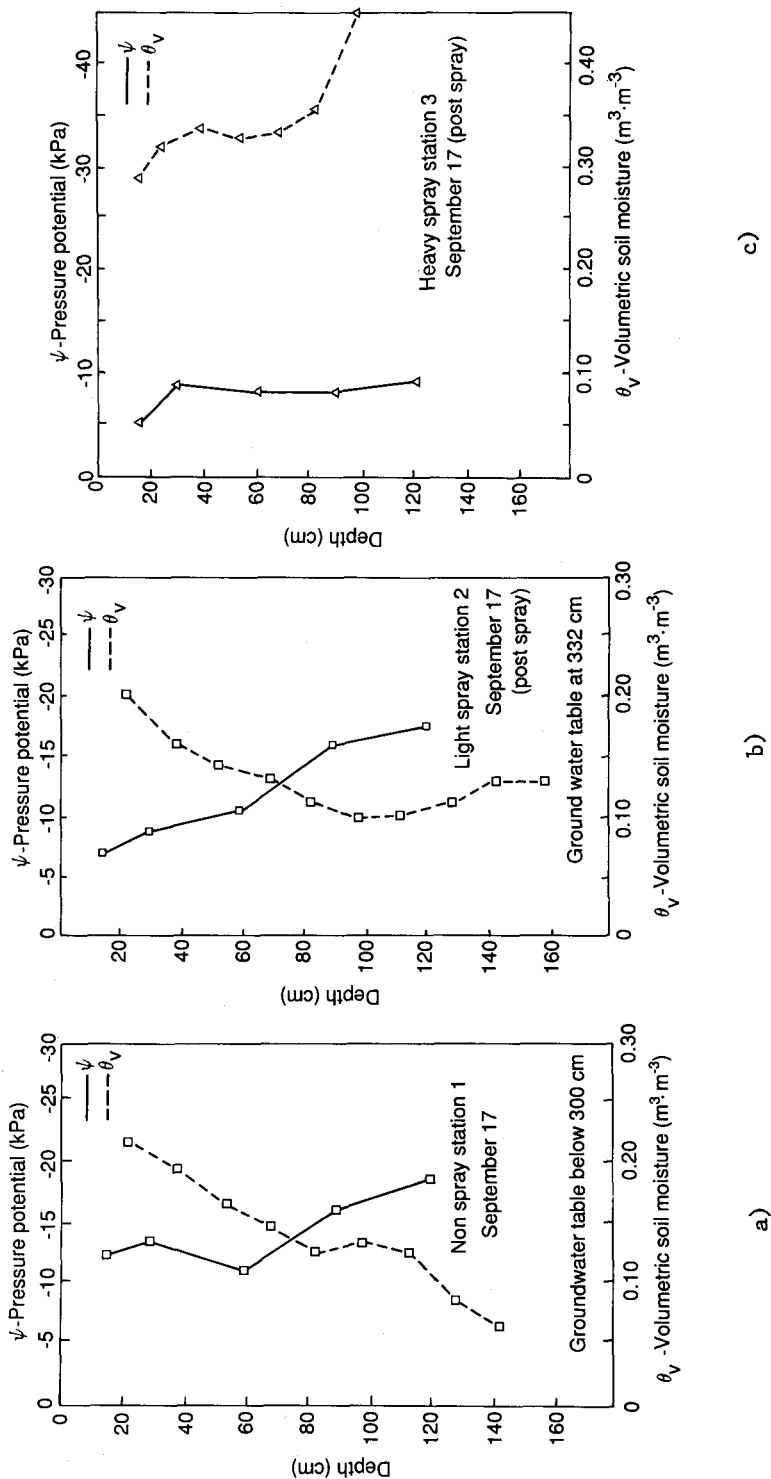 ψ-Pressure potential (kPa)
0 -5 -10 -15 -20 -25 -30
ψ
θv
0
20
40
60
80
100
120
140
160
Depth (cm)
Non spray station 1
September 17
Groundwater table below 300 cm
0 0.10 0.20 0.30
θv -Volumetric soil moisture (m³·m⁻³)
a)
ψ-Pressure potential (kPa)
0 -5 -10 -15 -20 -25 -30
ψ
θv
20
40
60
80
100
120
140
160
Depth (cm)
Light spray station 2
September 17
(post spray)
Ground water table at 332 cm
0 0.10 0.20 0.30
θv-Volumetric soil moisture (m³·m⁻³)
b)
ψ-Pressure potential (kPa)
0 -10 -20 -30 -40
ψ
θv
0
20
40
60
80
100
120
140
160
Depth (cm)
Heavy spray station 3
September 17 (post spray)
0 0.10 0.20 0.30 0.40
θv -Volumetric soil moisture (m³·m⁻³)
c)